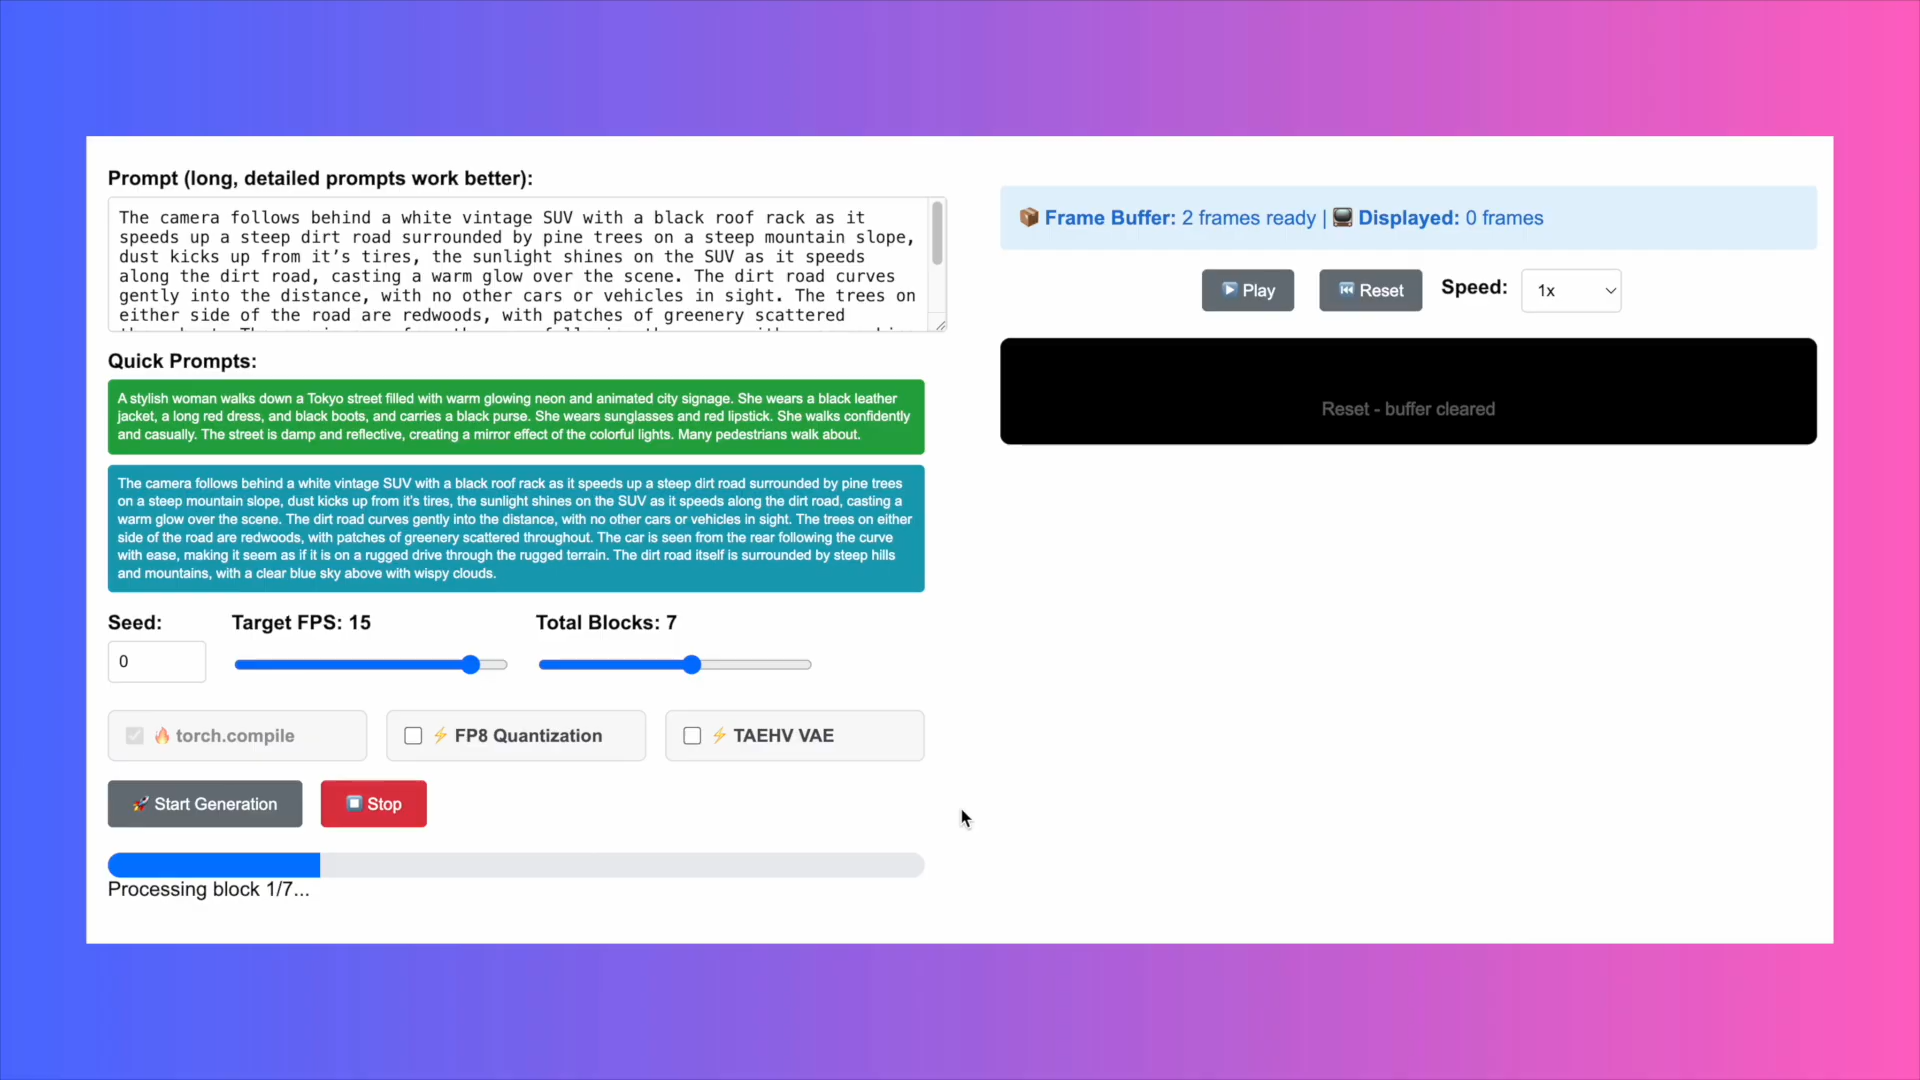 Prompt (long, detailed prompts work better):
The camera follows behind a white vintage SUV with a black roof rack as it
speeds up a steep dirt road surrounded by pine trees on a steep mountain slope,
dust kicks up from it’s tires, the sunlight shines on the SUV as it speeds
along the dirt road, casting a warm glow over the scene. The dirt road curves
gently into the distance, with no other cars or vehicles in sight. The trees on
either side of the road are redwoods, with patches of greenery scattered
Quick Prompts:
A stylish woman walks down a Tokyo street filled with warm glowing neon and animated city signage. She wears a black leather
jacket, a long red dress, and black boots, and carries a black purse. She wears sunglasses and red lipstick. She walks confidently
and casually. The street is damp and reflective, creating a mirror effect of the colorful lights. Many pedestrians walk about.
The camera follows behind a white vintage SUV with a black roof rack as it speeds up a steep dirt road surrounded by pine trees
on a steep mountain slope, dust kicks up from it's tires, the sunlight shines on the SUV as it speeds along the dirt road, casting a
warm glow over the scene. The dirt road curves gently into the distance, with no other cars or vehicles in sight. The trees on either
side of the road are redwoods, with patches of greenery scattered throughout. The car is seen from the rear following the curve
with ease, making it seem as if it is on a rugged drive through the rugged terrain. The dirt road itself is surrounded by steep hills
and mountains, with a clear blue sky above with wispy clouds.
Seed: Target FPS: 15 Total Blocks: 7
0
🔥 torch.compile ⚡ FP8 Quantization ⚡ TAEHV VAE
🚀 Start Generation ⏹ Stop
Processing block 1/7...
📦 Frame Buffer: 2 frames ready | 📺 Displayed: 0 frames
▶ Play ⏮ Reset Speed: 1x
Reset - buffer cleared